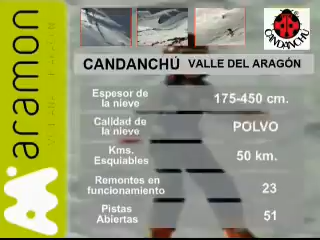 aramon
CANDANCHÚ
CANDANCHÚ VALLE DEL ARAGÓN
Espesor de
la nieve
175-450 cm.
Calidad de
la nieve
POLVO
Kms.
Esquiables
50 km.
Remontes en
funcionamiento
23
Pistas
Abiertas
51